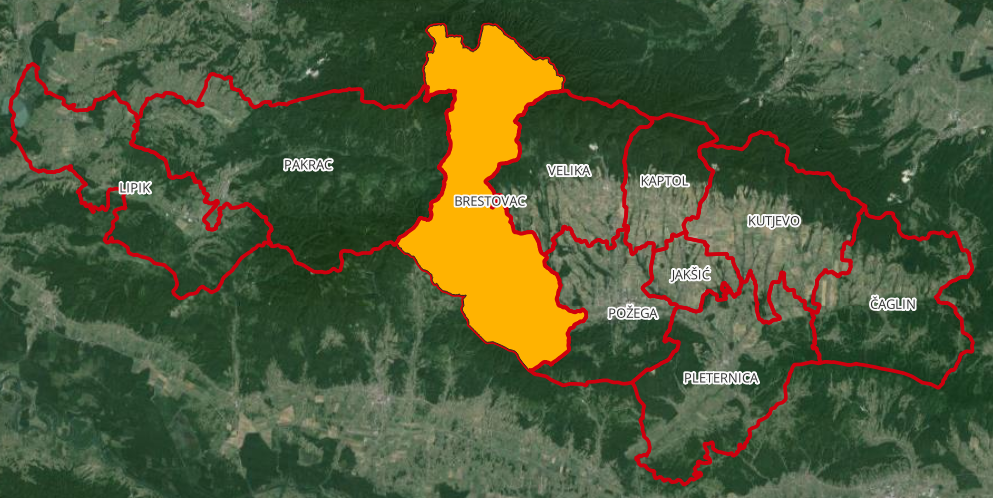 PAKRAC
VELIKA
KAPTOL
LIPIK
BRESTOVAC
KUTJEVO
JAKŠIĆ
ČAGLIN
POŽEGA
PLETERNICA